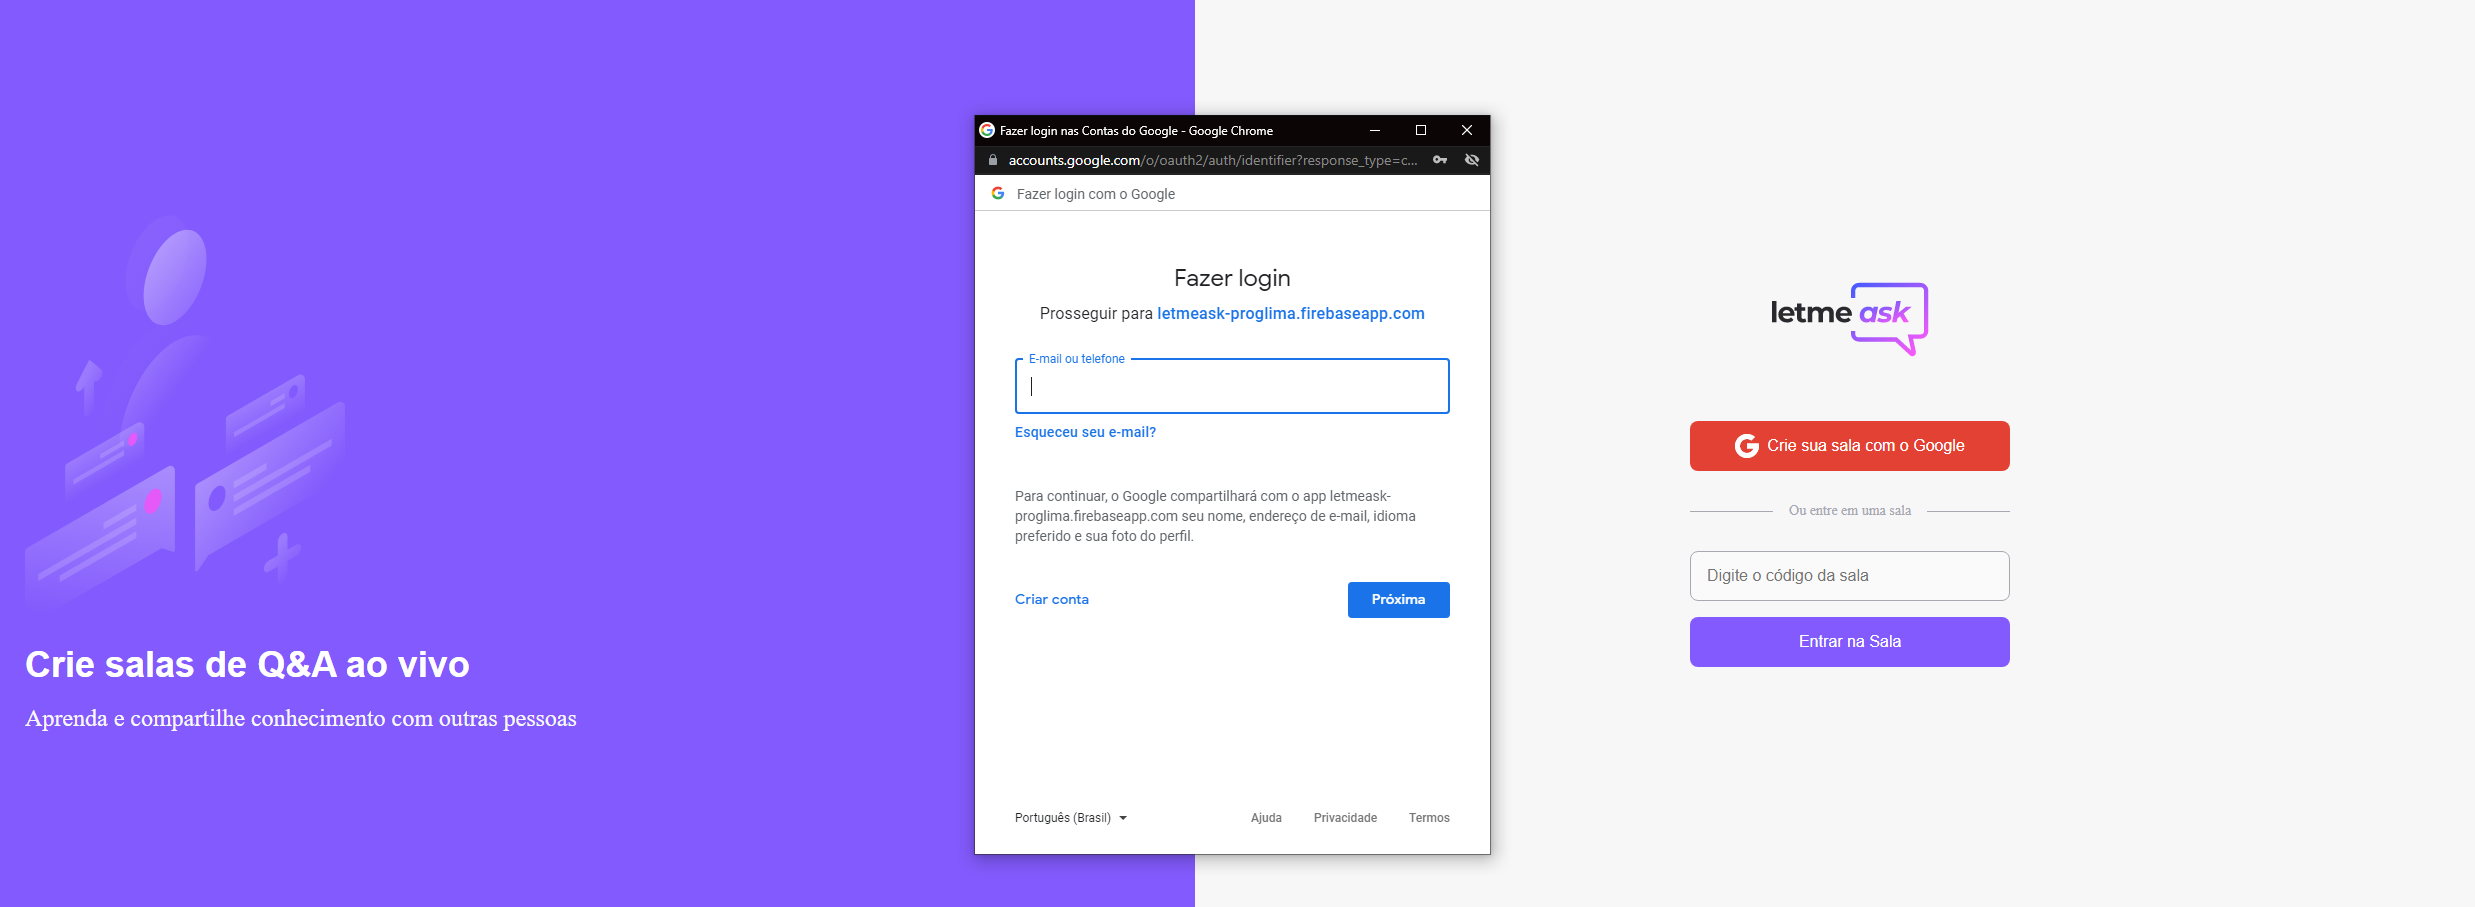 Crie salas de Q&A ao vivo
Aprenda e compartilhe conhecimento com outras pessoas
Fazer login nas Contas do Google - Google Chrome
accounts.google.com/o/oauth2/auth/identifier?response_type=c...
Fazer login com o Google
Fazer login
Prosseguir para letmeask-proglima.firebaseapp.com
E-mail ou telefone
Esqueceu seu e-mail?
Para continuar, o Google compartilhará com o app letmeask-
proglima.firebaseapp.com seu nome, endereço de e-mail, idioma
preferido e sua foto do perfil.
Criar conta
Próxima
Português (Brasil)
Ajuda
Privacidade
Termos
letmeask
Crie sua sala com o Google
Ou entre em uma sala
Digite o código da sala
Entrar na Sala